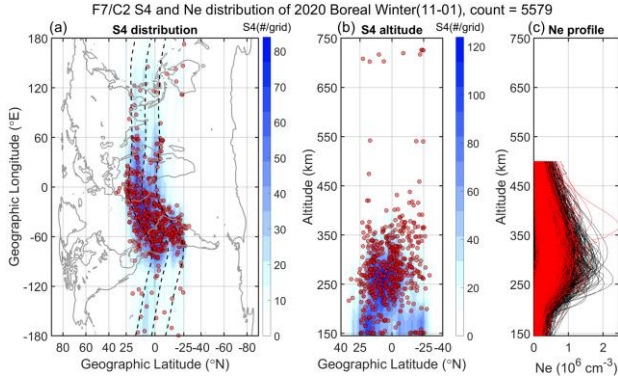 F7/C2 S4 and Ne distribution of 2020 Boreal Winter(11-01), count = 5579
(a) S4 distribution S4(#/grid)
(b) S4 altitude S4(#/grid)
(c) Ne profile
Geographic Longitude (°E)
180
120
60
0
-60
-120
-180
80 60 40 25 0 -25 -40 -60 -80
Geographic Latitude (°N)
80
70
60
50
40
30
20
10
0
Altitude (km)
750
650
550
450
350
250
150
40 25 0 -25 -40
Geographic Latitude (°N)
120
100
80
60
40
20
0
Altitude (km)
750
650
550
450
350
250
150
0 1 2
Ne (10⁶ cm⁻³)